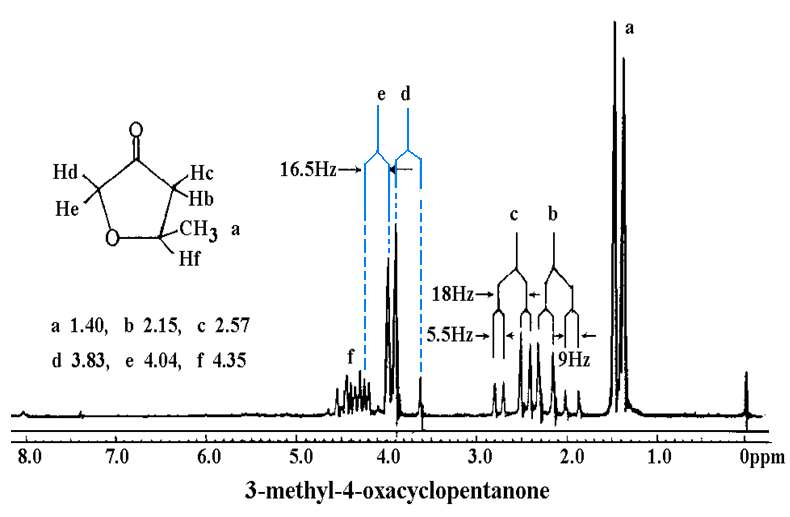 a
e d
O
16.5Hz
Hd Hc
Hb
He
c b
CH3 a
O
Hf
18Hz
a 1.40, b 2.15, c 2.57
5.5Hz
9Hz
d 3.83, e 4.04, f 4.35
f
8.0 7.0 6.0 5.0 4.0 3.0 2.0 1.0 0ppm
3-methyl-4-oxacyclopentanone